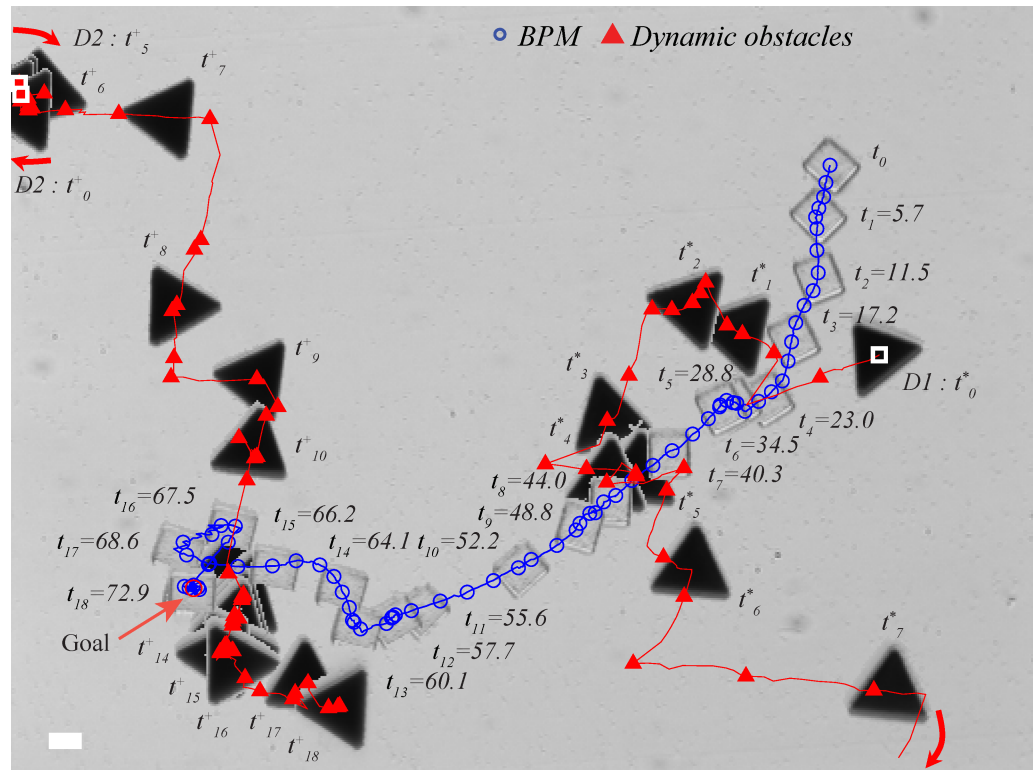 D2 : t⁺₅
BPM
Dynamic obstacles
t⁺₇
t⁺₆
D2 : t⁺₀
t₀
t₁=5.7
t₂=11.5
t₃=17.2
t*₂
t*₁
t⁺₈
t⁺₉
t*₃
t₅=28.8
D1 : t*₀
t₄=23.0
t*₄
t⁺₁₀
t₆=34.5
t₇=40.3
t₈=44.0
t*₅
t₉=48.8
t₁₆=67.5
t₁₅=66.2
t₁₇=68.6
t₁₄=64.1
t₁₀=52.2
t₁₈=72.9
t*₆
t₁₁=55.6
Goal
t₁₂=57.7
t*₇
t⁺₁₄
t₁₃=60.1
t⁺₁₅
t⁺₁₆
t⁺₁₇
t⁺₁₈